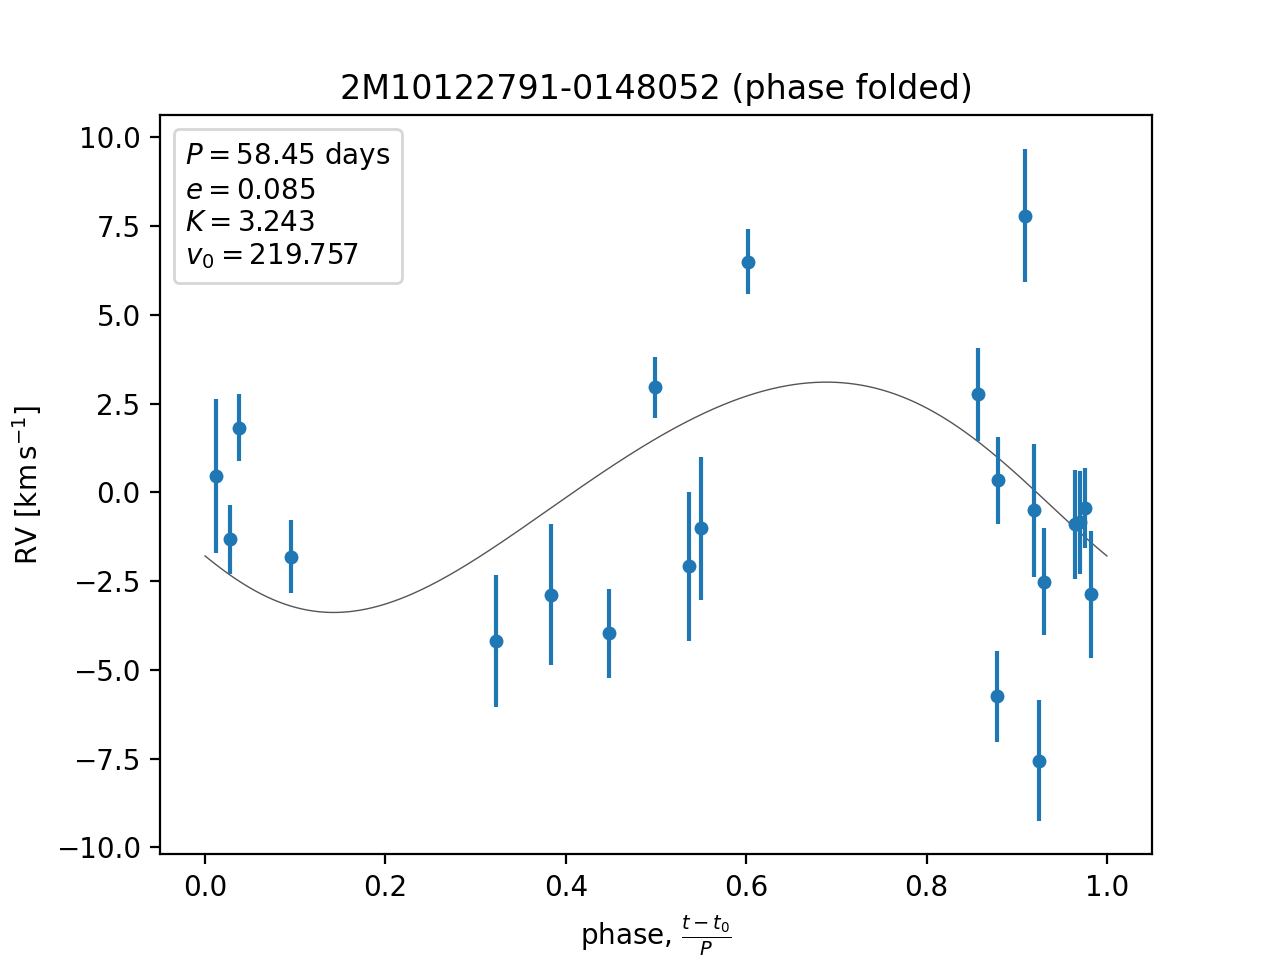 2M10122791-0148052 (phase folded)
P = 58.45 days
e = 0.085
K = 3.243
v₀ = 219.757
10.0
7.5
5.0
2.5
0.0
−2.5
−5.0
−7.5
−10.0
RV [km s⁻¹]
0.0 0.2 0.4 0.6 0.8 1.0
phase, (t − t₀)/P